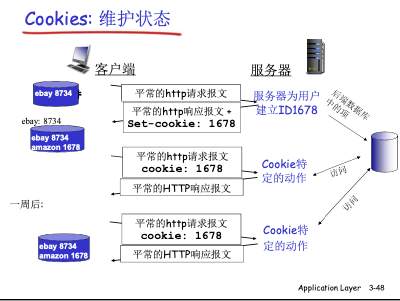 Cookies: 维护状态
客户端
服务器
ebay 8734
平常的http请求报文
平常的http响应报文 +
Set-cookie: 1678
服务器为用户
建立ID1678
后端数据库
中的项
ebay: 8734
ebay 8734
amazon 1678
平常的http请求报文
cookie: 1678
平常的HTTP响应报文
Cookie特
定的动作
访问
一周后:
访问
平常的http请求报文
cookie: 1678
平常的HTTP响应报文
Cookie特
定的动作
ebay 8734
amazon 1678
Application Layer 3-48